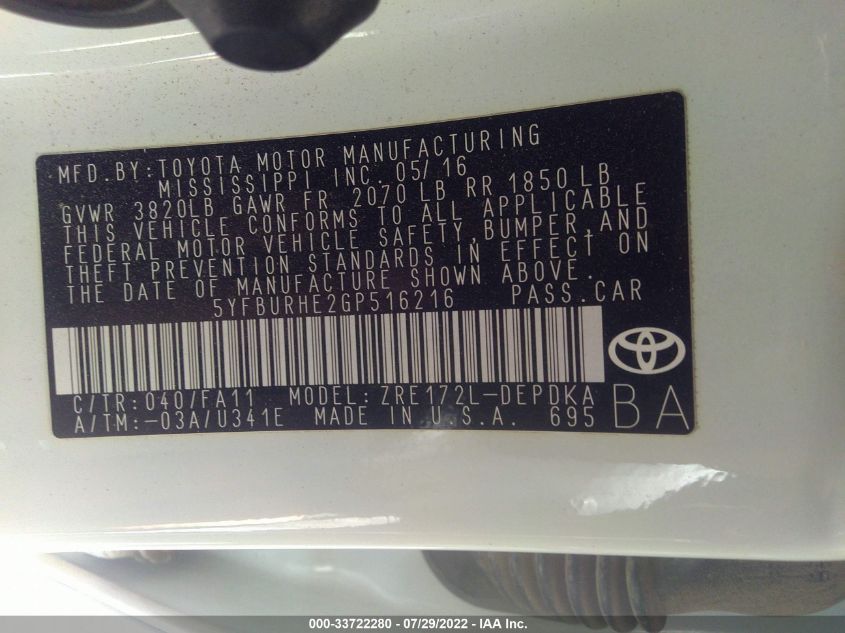 MFD.BY:TOYOTA MOTOR MANUFACTURING
MISSISSIPPI INC. 05/16
GVWR 3820LB GAWR FR 2070 LB RR 1850 LB
THIS VEHICLE CONFORMS TO ALL APPLICABLE
FEDERAL MOTOR VEHICLE SAFETY,BUMPER,AND
THEFT PREVENTION STANDARDS IN EFFECT ON
THE DATE OF MANUFACTURE SHOWN ABOVE.
5YFBURHE2GP516216 PASS.CAR
C/TR:040/FA11 MODEL:ZRE172L-DEPDKA
A/TM:-03A/U341E MADE IN U.S.A. 695
BA
000-33722280 - 07/29/2022 - IAA Inc.